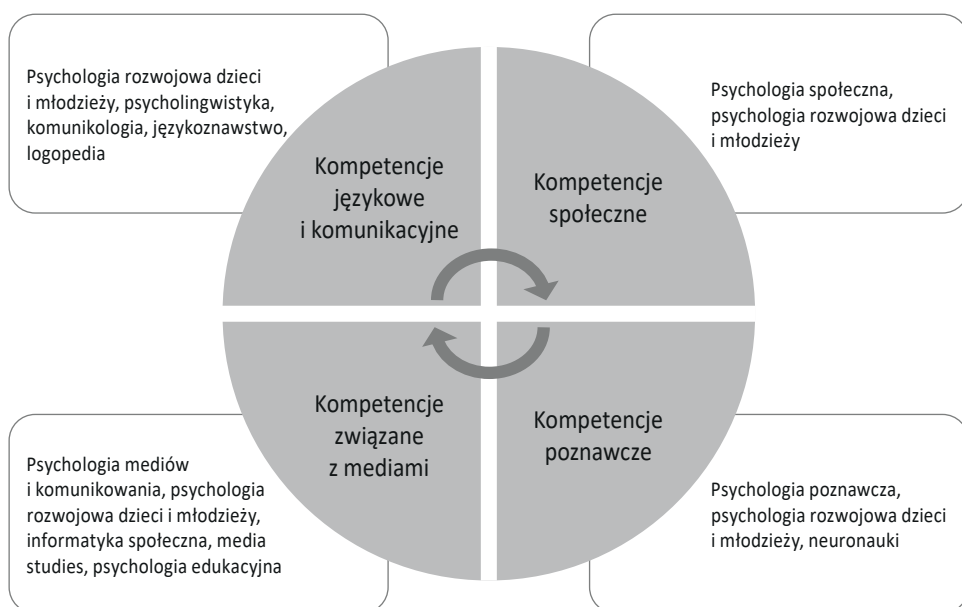 Psychologia rozwojowa dzieci
i młodzieży, psycholingwistyka,
komunikologia, językoznawstwo,
logopedia
Kompetencje
językowe
i komunikacyjne
Kompetencje
społeczne
Psychologia społeczna,
psychologia rozwojowa dzieci
i młodzieży
Psychologia mediów
i komunikowania, psychologia
rozwojowa dzieci i młodzieży,
informatyka społeczna, media
studies, psychologia edukacyjna
Kompetencje
związane
z mediami
Kompetencje
poznawcze
Psychologia poznawcza,
psychologia rozwojowa dzieci
i młodzieży, neuronauki